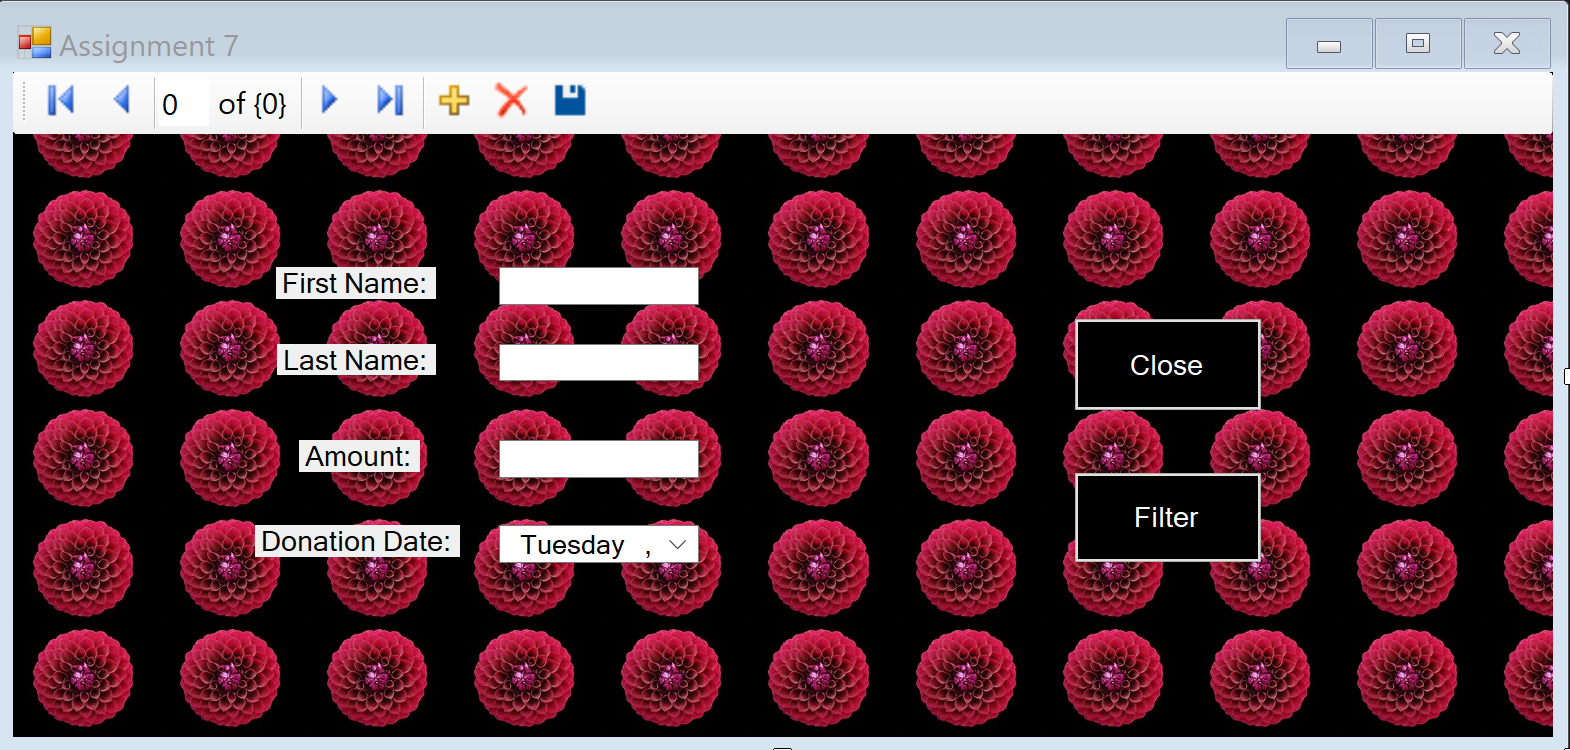 Assignment 7
0 of {0}
First Name:
Last Name:
Close
Amount:
Filter
Donation Date: Tuesday ,